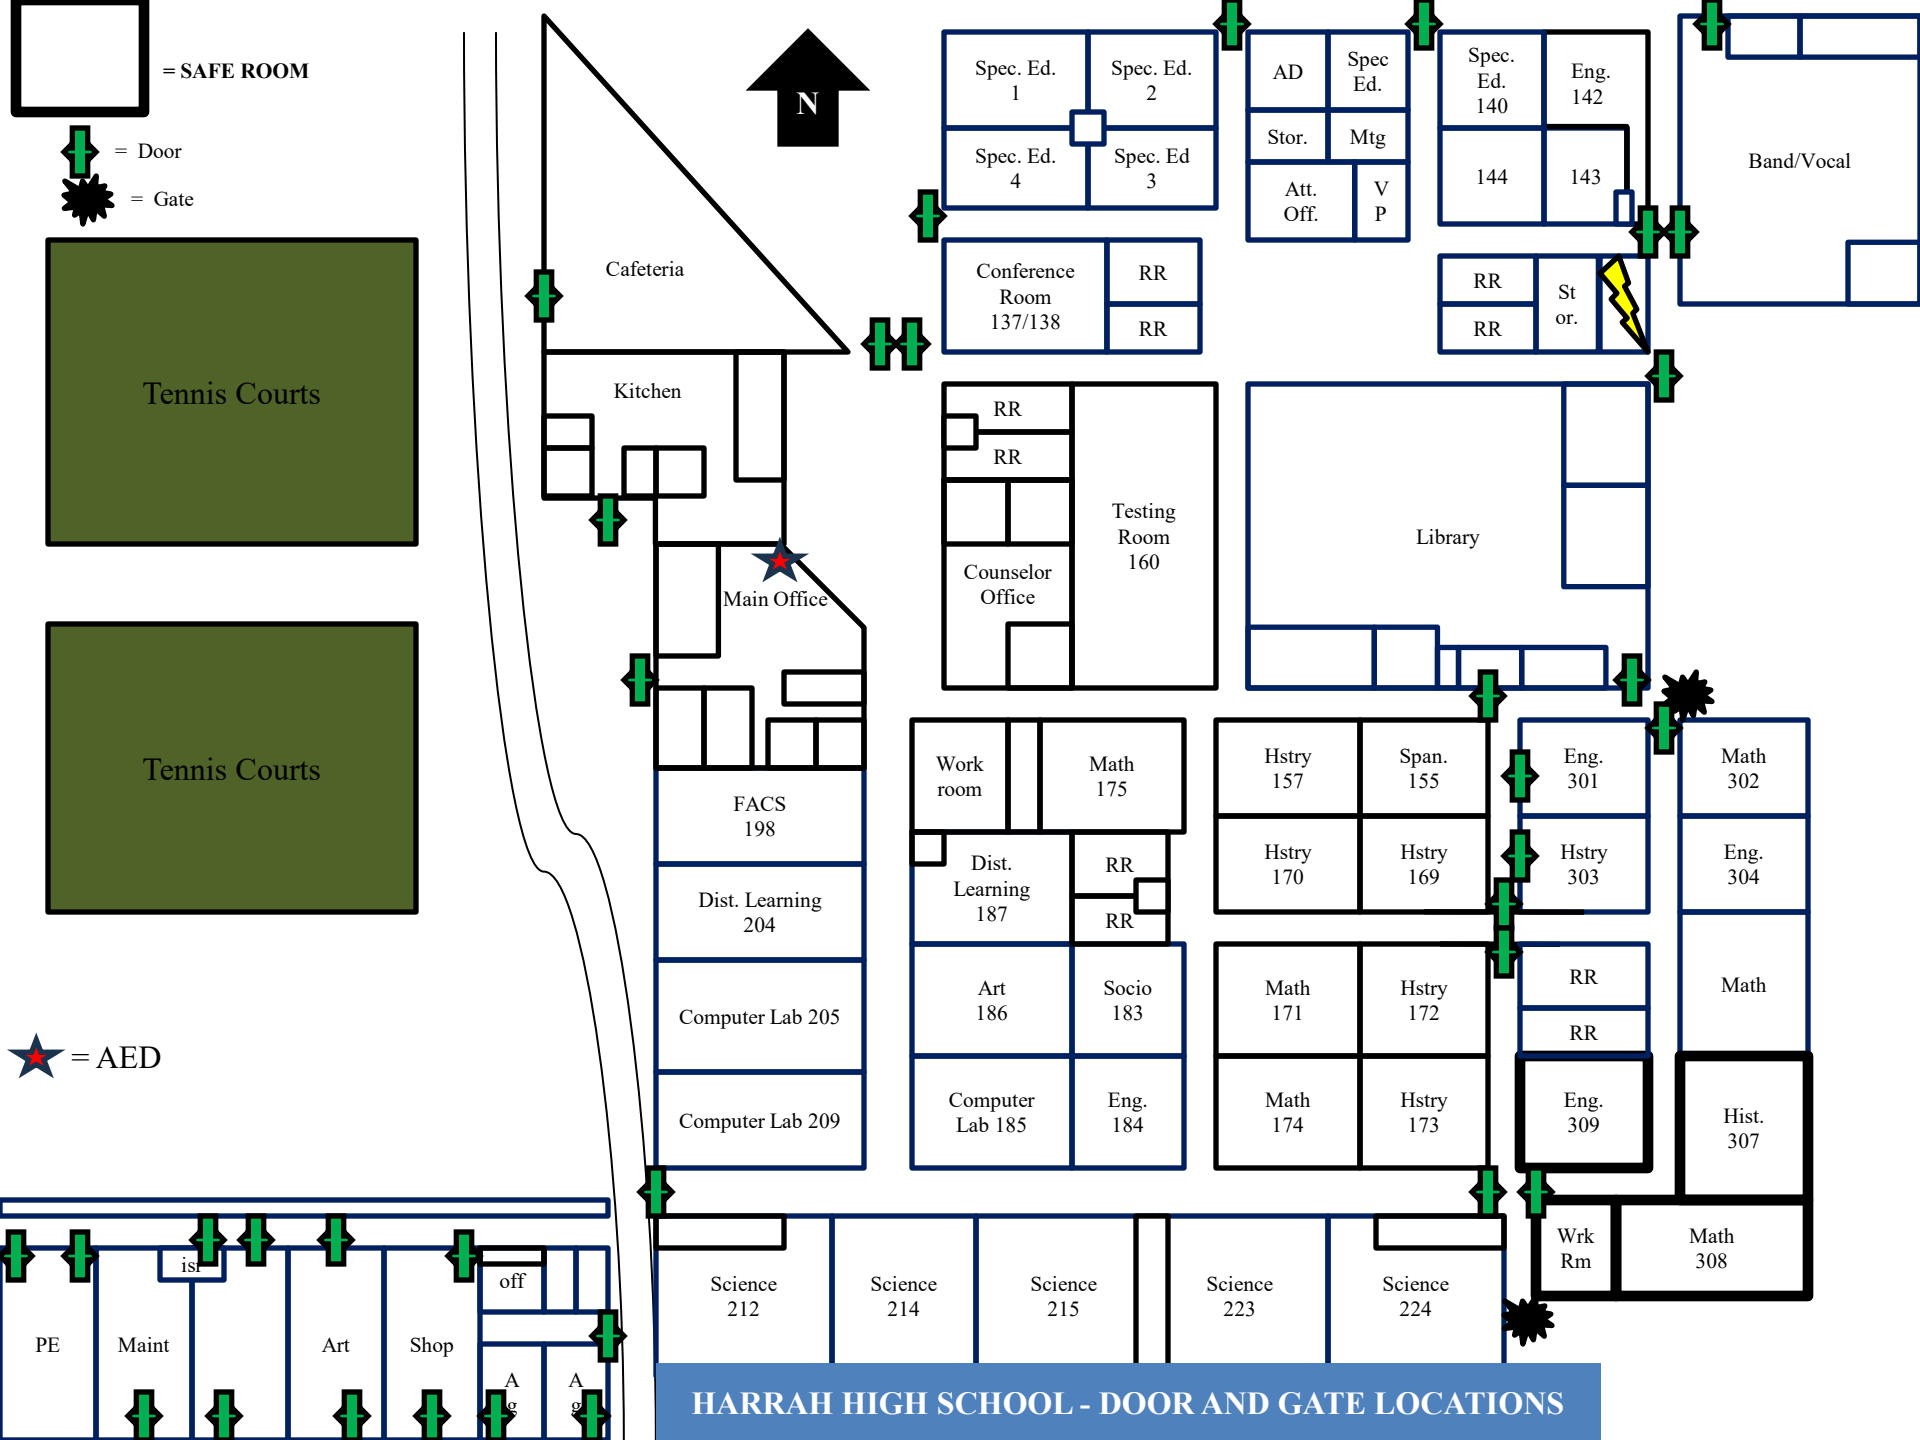 = SAFE ROOM
= Door
= Gate
N
Spec. Ed.
1
Spec. Ed.
2
Spec. Ed.
4
Spec. Ed
3
AD
Spec
Ed.
Stor.
Mtg
Att.
Off.
V
P
Spec.
Ed.
140
Eng.
142
144
143
Band/Vocal
Cafeteria
Conference
Room
137/138
RR
RR
RR
RR
St
or.
Tennis Courts
Kitchen
RR
RR
Testing
Room
160
Counselor
Office
Library
Main Office
Tennis Courts
FACS
198
Dist. Learning
204
Computer Lab 205
Computer Lab 209
Work
room
Math
175
Dist.
Learning
187
RR
RR
Art
186
Socio
183
Computer
Lab 185
Eng.
184
Hstry
157
Span.
155
Hstry
170
Hstry
169
Math
171
Hstry
172
Math
174
Hstry
173
Eng.
301
Hstry
303
RR
RR
Eng.
309
Math
302
Eng.
304
Math
Hist.
307
Wrk
Rm
Math
308
= AED
PE
Maint
isr
Art
Shop
off
A
g
A
g
Science
212
Science
214
Science
215
Science
223
Science
224
HARRAH HIGH SCHOOL - DOOR AND GATE LOCATIONS